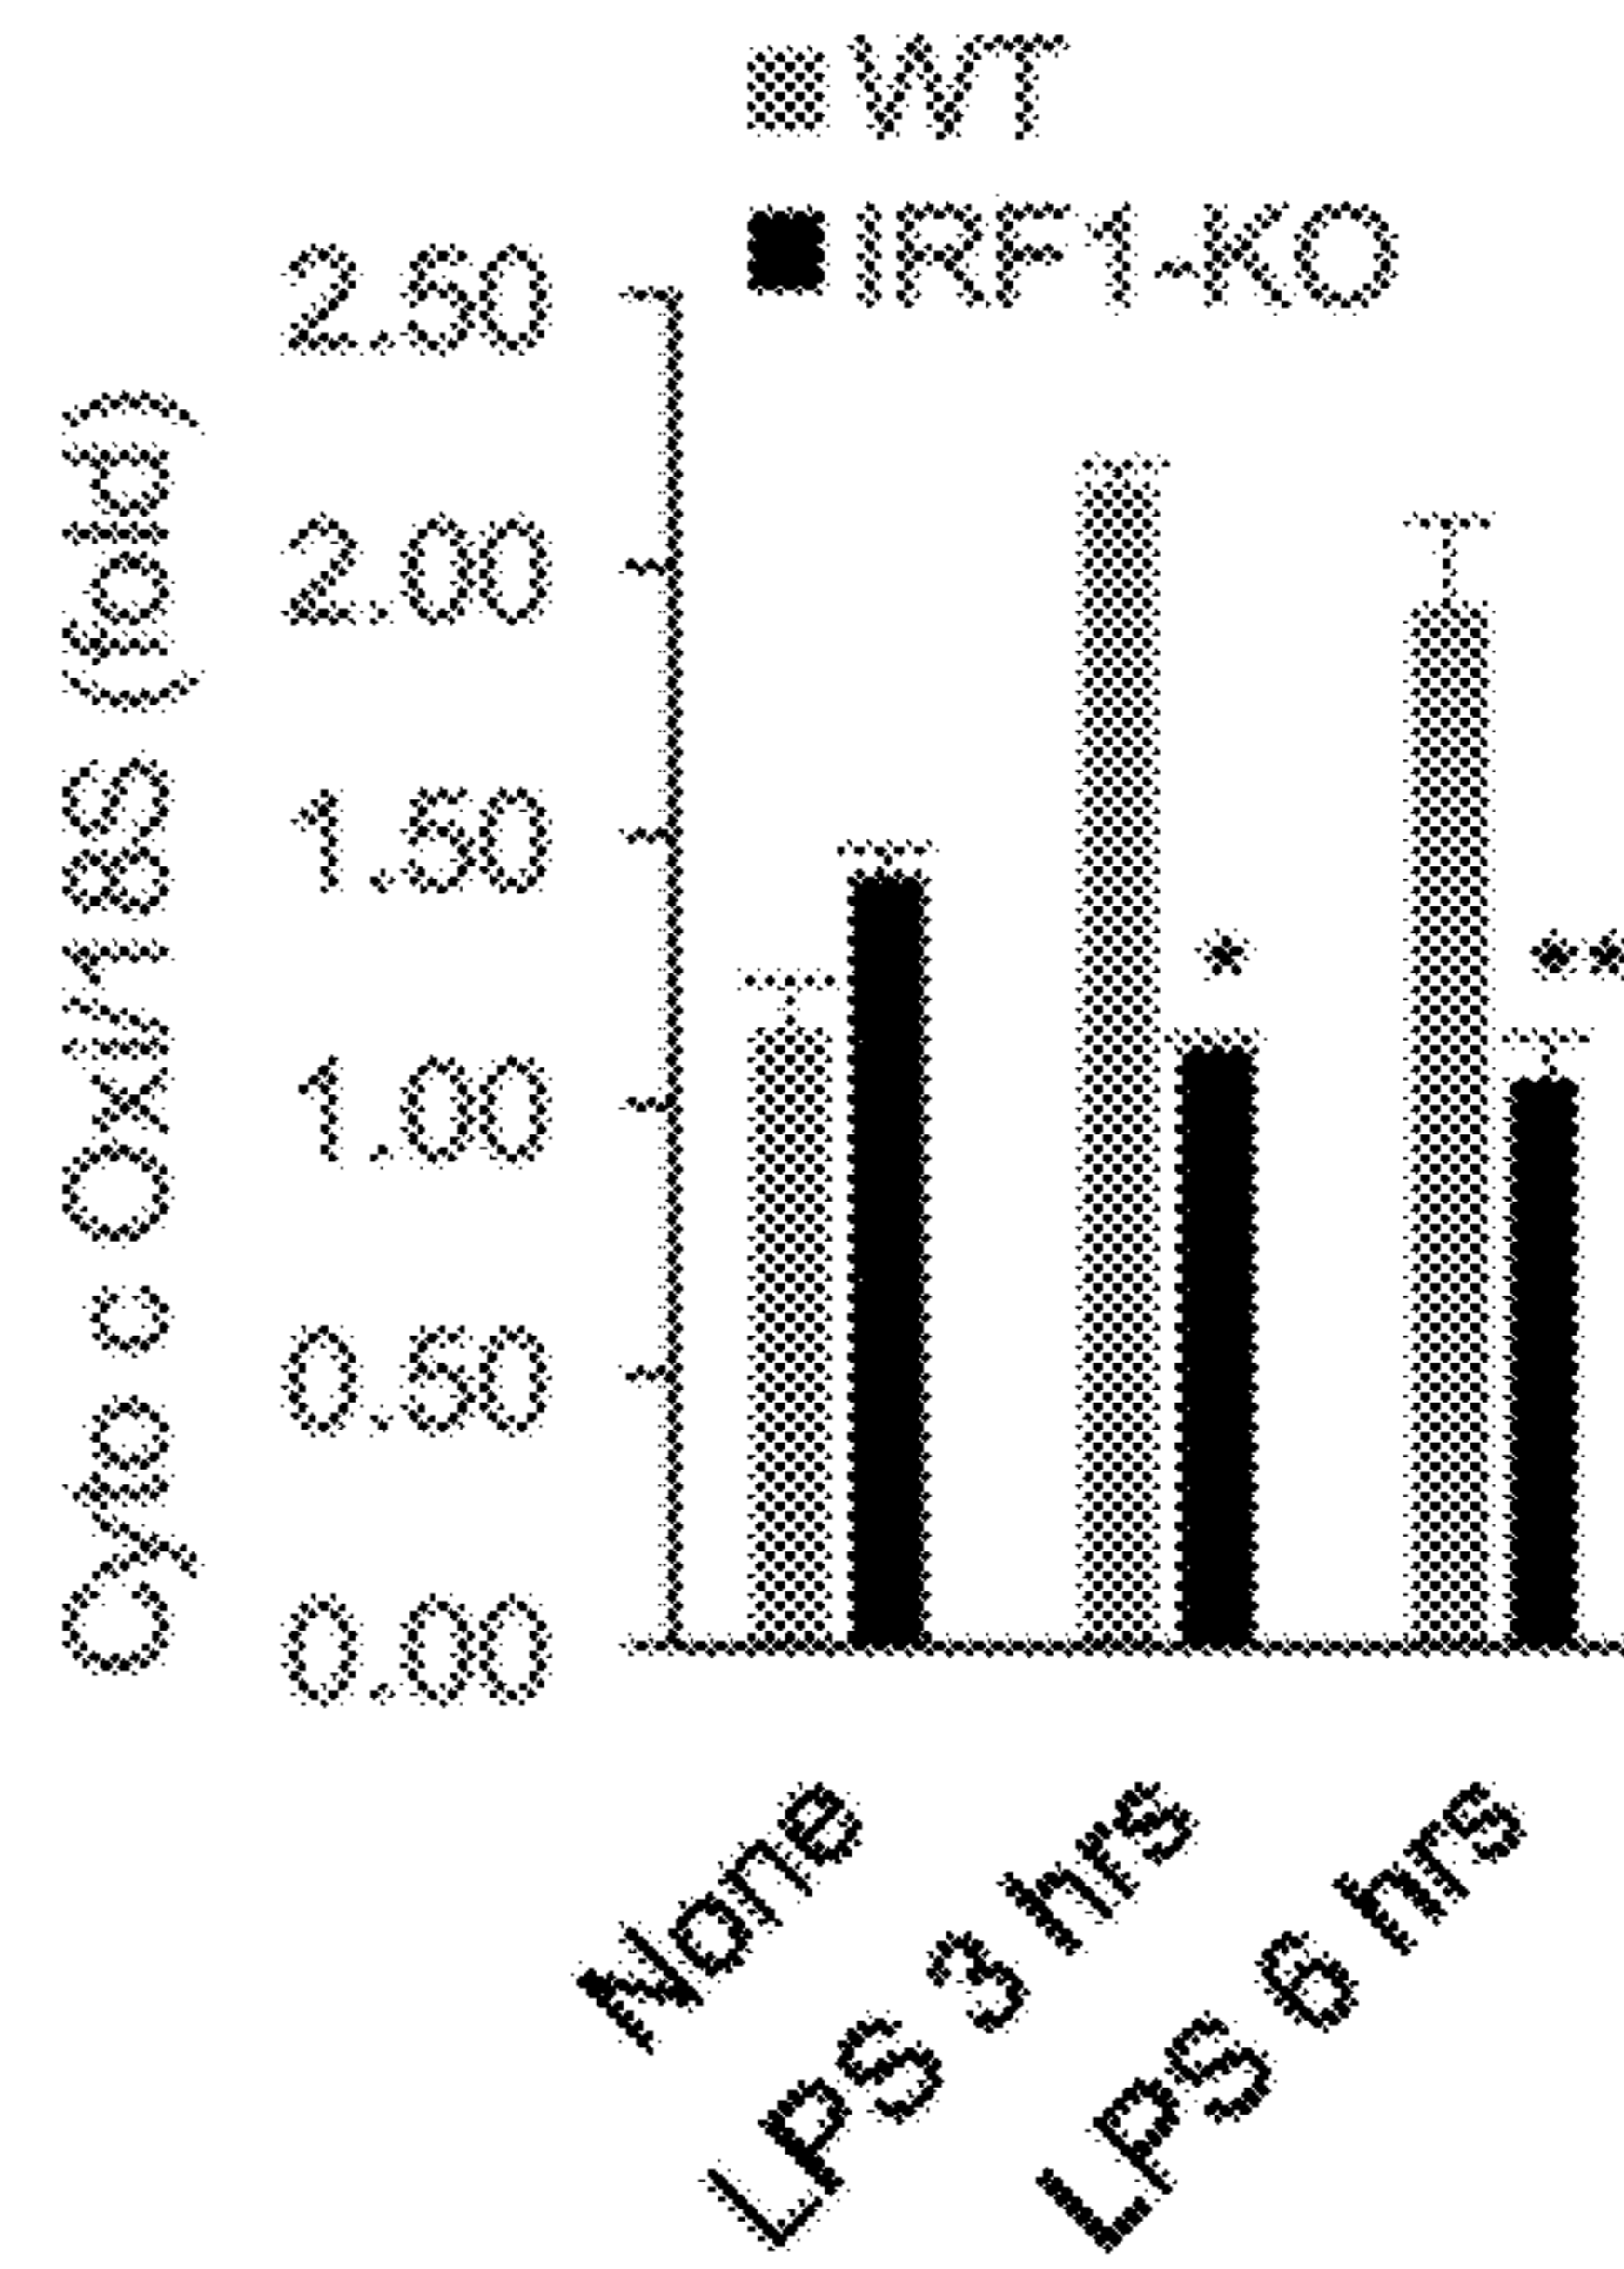 WT
IRF1-KO
Cyto c Oxi/18S (fold)
2.50
2.00
1.50
1.00
0.50
0.00
*
**
None
LPS 3 hrs
LPS 6 hrs